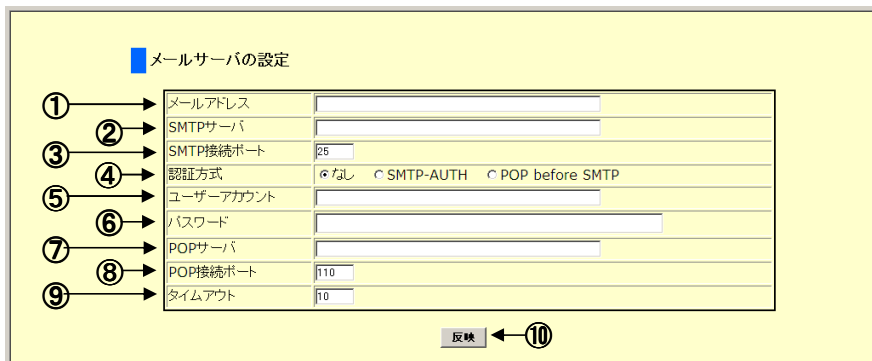 メールサーバの設定
① メールアドレス
② SMTPサーバ
③ SMTP接続ポート 25
④ 認証方式 なし SMTP-AUTH POP before SMTP
⑤ ユーザーアカウント
⑥ パスワード
⑦ POPサーバ
⑧ POP接続ポート 110
⑨ タイムアウト 10
反映 ⑩